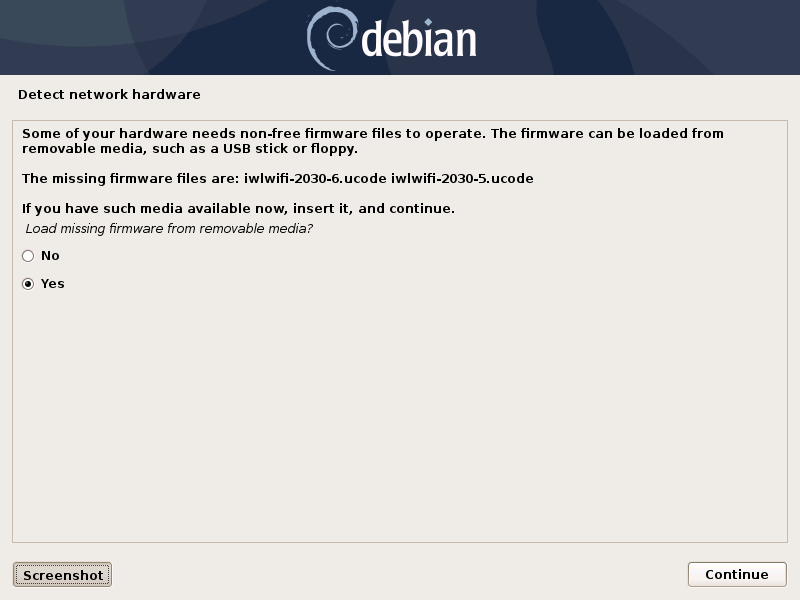 debian
Detect network hardware
Some of your hardware needs non-free firmware files to operate. The firmware can be loaded from
removable media, such as a USB stick or floppy.
The missing firmware files are: iwlwifi-2030-6.ucode iwlwifi-2030-5.ucode
If you have such media available now, insert it, and continue.
Load missing firmware from removable media?
No
Yes
Screenshot
Continue